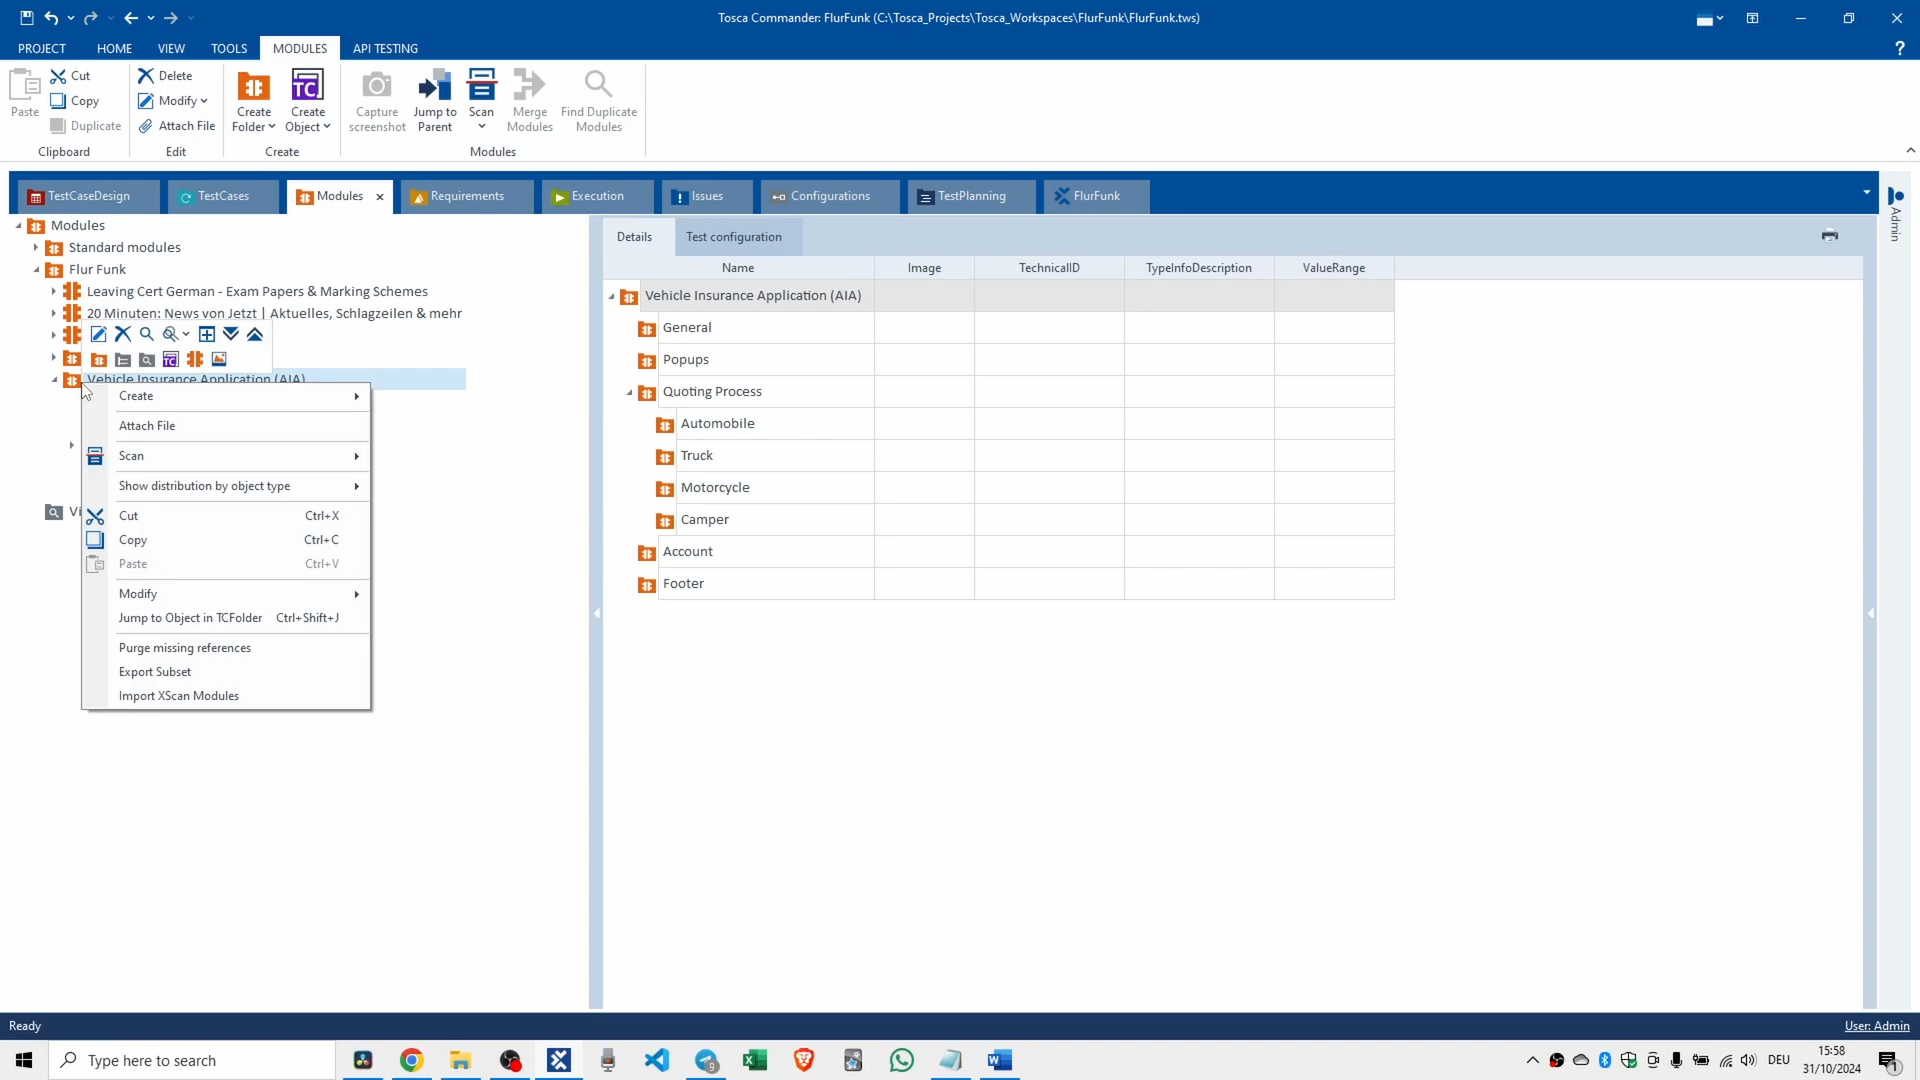 Tosca Commander: FlurFunk (C:\Tosca_Projects\Tosca_Workspaces\FlurFunk\FlurFunk.tws)
PROJECT HOME VIEW TOOLS MODULES API TESTING
?
Paste
Cut
Copy
Duplicate
Clipboard
Delete
Modify
Attach File
Edit
Create
Folder
TC
Create
Object
Create
Capture
screenshot
Jump to
Parent
Scan
Merge
Modules
Find Duplicate
Modules
Modules
TestCaseDesign TestCases Modules Requirements Execution Issues Configurations TestPlanning FlurFunk
Admin
Modules
Standard modules
Flur Funk
Leaving Cert German - Exam Papers & Marking Schemes
20 Minuten: News von Jetzt | Aktuelles, Schlagzeilen & mehr
TC
Vehicle Insurance Application (AIA)
Vi
Create
Attach File
Scan
Show distribution by object type
Cut Ctrl+X
Copy Ctrl+C
Paste Ctrl+V
Modify
Jump to Object in TCFolder Ctrl+Shift+J
Purge missing references
Export Subset
Import XScan Modules
Details Test configuration
Name Image TechnicalID TypeInfoDescription ValueRange
Vehicle Insurance Application (AIA)
General
Popups
Quoting Process
Automobile
Truck
Motorcycle
Camper
Account
Footer
Ready
User: Admin
Type here to search
9
DEU
15:58
31/10/2024
1